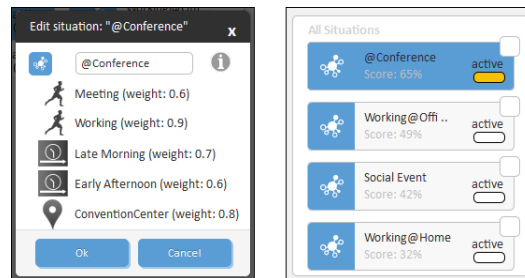 Edit situation: "@Conference"
x
@Conference
i
Meeting (weight: 0.6)
Working (weight: 0.9)
Late Morning (weight: 0.7)
Early Afternoon (weight: 0.6)
ConventionCenter (weight: 0.8)
Ok
Cancel
All Situations
@Conference
Score: 65%
active
Working@Offi ..
Score: 49%
active
Social Event
Score: 42%
active
Working@Home
Score: 32%
active